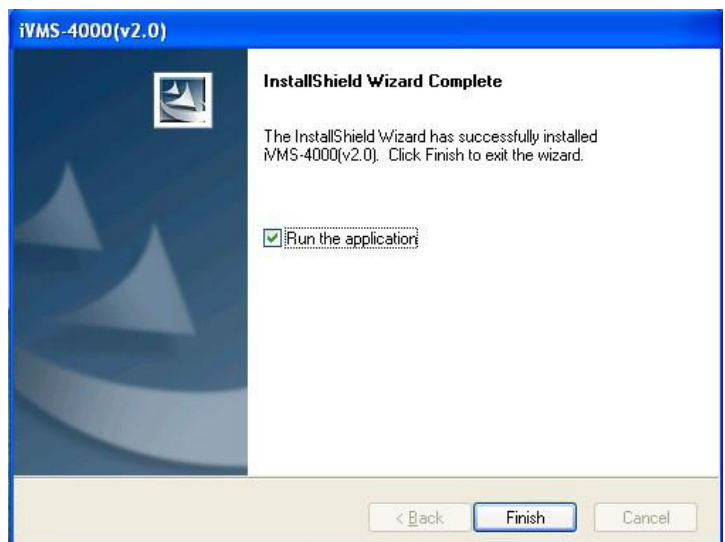 iVMS-4000(v2.0)
InstallShield Wizard Complete
The InstallShield Wizard has successfully installed
iVMS-4000(v2.0). Click Finish to exit the wizard.
Run the application
< Back
Finish
Cancel